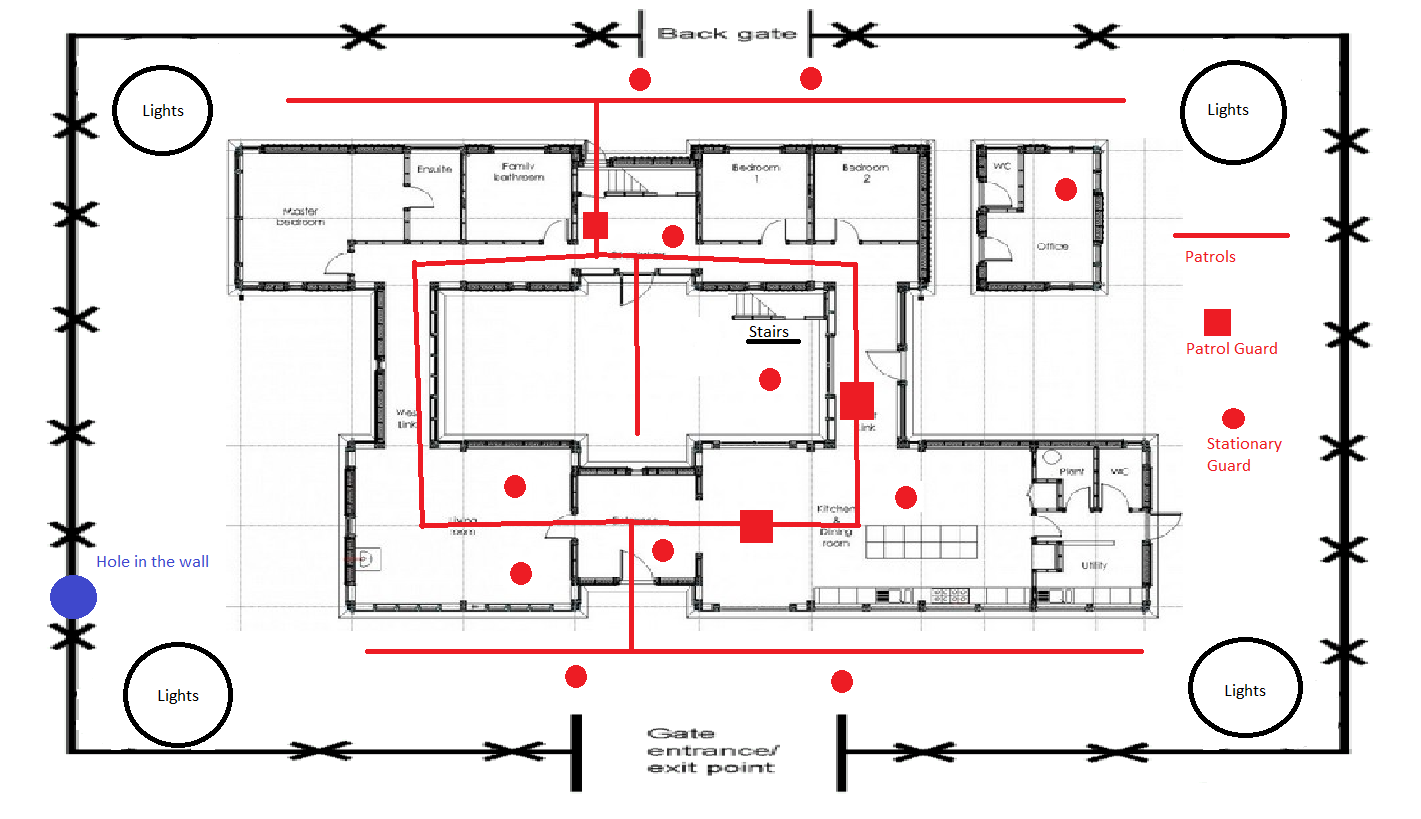 Back gate
Lights
Lights
Ensuite
Family
bathroom
Bedroom
1
Bedroom
2
WC
Master
bedroom
Office
Patrols
Stairs
Patrol Guard
West
Link
Link
Stationary
Guard
Plant
WC
Living
room
Kitchen
&
Dining
room
Utility
Hole in the wall
Lights
Lights
Gate
entrance/
exit point